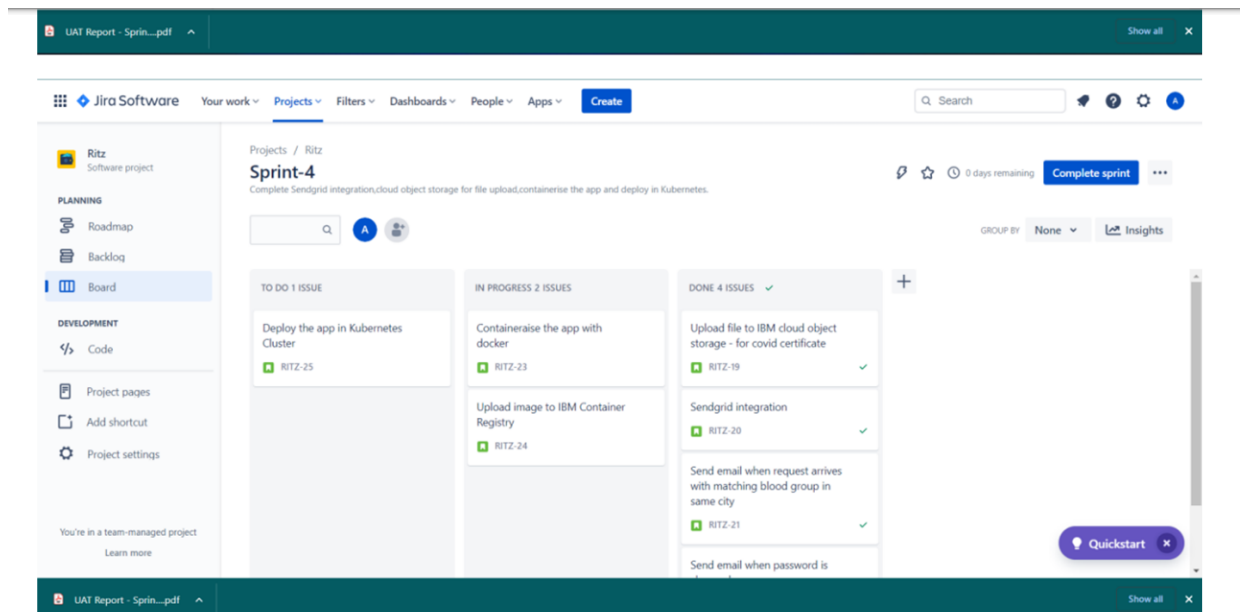 UAT Report - Sprin....pdf
Show all
Jira Software Your work Projects Filters Dashboards People Apps Create Search
A
Ritz
Software project
PLANNING
Roadmap
Backlog
Board
DEVELOPMENT
Code
Project pages
Add shortcut
Project settings
You're in a team-managed project
Learn more
Projects / Ritz
Sprint-4
Complete Sendgrid integration,cloud object storage for file upload,containerise the app and deploy in Kubernetes.
0 days remaining Complete sprint
A
GROUP BY None Insights
TO DO 1 ISSUE
Deploy the app in Kubernetes
Cluster
RITZ-25
IN PROGRESS 2 ISSUES
Containeraise the app with
docker
RITZ-23
Upload image to IBM Container
Registry
RITZ-24
DONE 4 ISSUES
Upload file to IBM cloud object
storage - for covid certificate
RITZ-19
Sendgrid integration
RITZ-20
Send email when request arrives
with matching blood group in
same city
RITZ-21
Send email when password is
Quickstart
UAT Report - Sprin....pdf
Show all